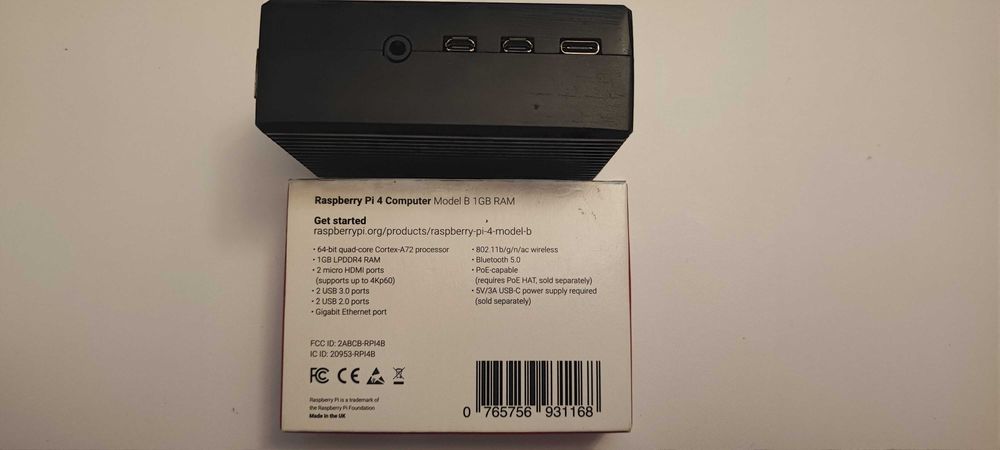 Raspberry Pi 4 Computer Model B 1GB RAM
Get started
raspberrypi.org/products/raspberry-pi-4-model-b
· 64-bit quad-core Cortex-A72 processor
· 1GB LPDDR4 RAM
· 2 micro HDMI ports
(supports up to 4Kp60)
· 2 USB 3.0 ports
· 2 USB 2.0 ports
· Gigabit Ethernet port
· 802.11b/g/n/ac wireless
· Bluetooth 5.0
· PoE-capable
(requires PoE HAT, sold separately)
· 5V/3A USB-C power supply required
(sold separately)
FCC ID: 2ABCB-RPI4B
IC ID: 20953-RPI4B
FC CE
Raspberry Pi is a trademark of
the Raspberry Pi Foundation
Made in the UK
0 765756 931168